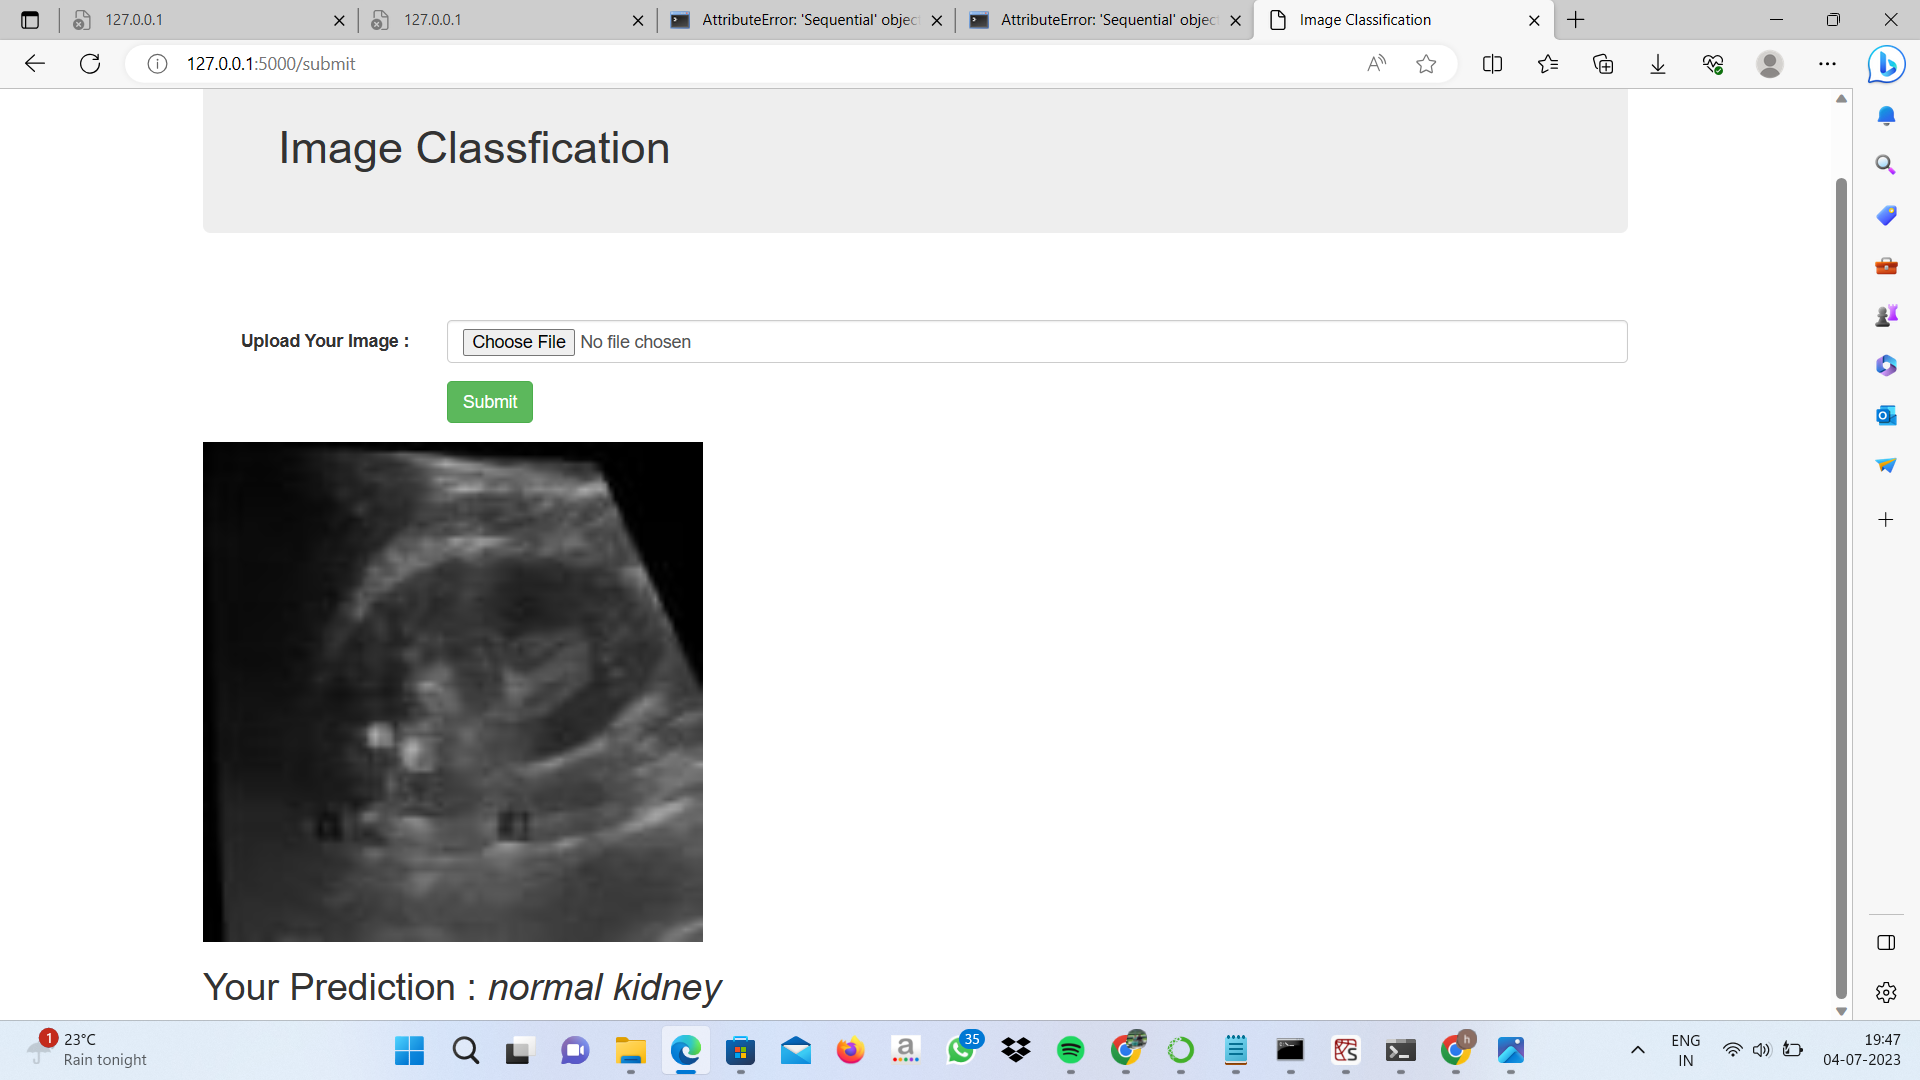 127.0.0.1
127.0.0.1
AttributeError: 'Sequential' objec
AttributeError: 'Sequential' objec
Image Classification
127.0.0.1:5000/submit
Image Classfication
Upload Your Image :
Choose File No file chosen
Submit
Your Prediction : normal kidney
1
23°C
Rain tonight
35
h
ENG
IN
19:47
04-07-2023